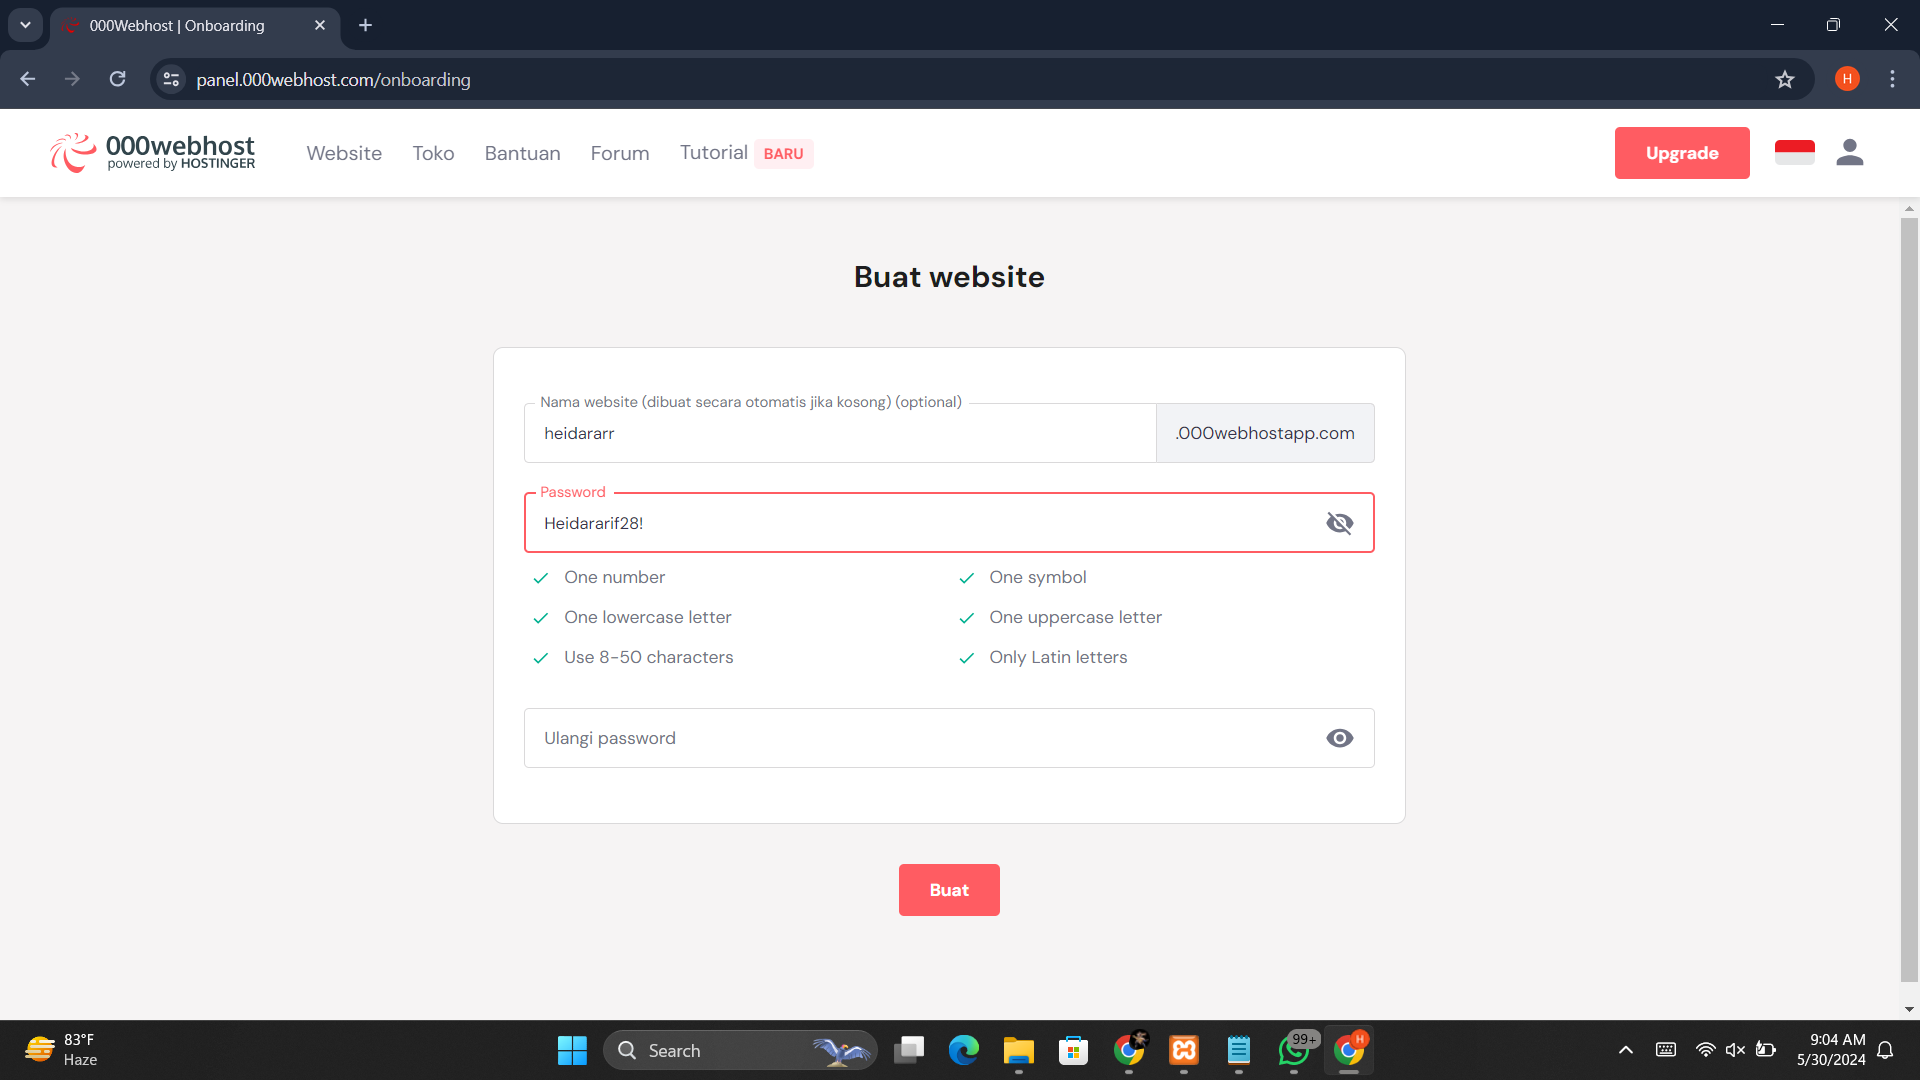 000Webhost | Onboarding
panel.000webhost.com/onboarding
H
000webhost
powered by HOSTINGER
Website
Toko
Bantuan
Forum
Tutorial
BARU
Upgrade
Buat website
Nama website (dibuat secara otomatis jika kosong) (optional)
heidararr
.000webhostapp.com
Password
Heidararif28!
One number
One symbol
One lowercase letter
One uppercase letter
Use 8-50 characters
Only Latin letters
Ulangi password
Buat
83°F
Haze
Search
99+
H
9:04 AM
5/30/2024